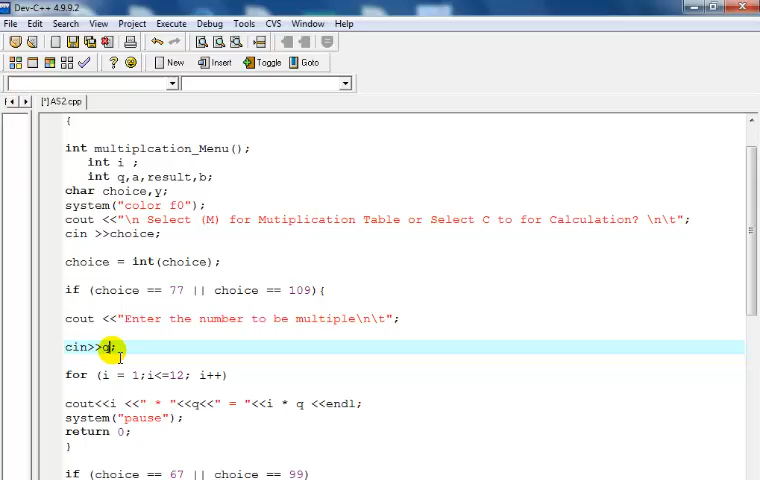 Dev-C++ 4.9.9.2
File Edit Search View Project Execute Debug Tools CVS Window Help
New Insert Toggle Goto
[*] AS2.cpp
{
int multiplcation_Menu();
int i ;
int q,a,result,b;
char choice,y;
system("color f0");
cout <<"\n Select (M) for Mutiplication Table or Select C to for Calculation? \n\t";
cin >>choice;
choice = int(choice);
if (choice == 77 || choice == 109){
cout <<"Enter the number to be multiple\n\t";
cin>>q;
for (i = 1;i<=12; i++)
cout<<i <<" * "<<q<<" = "<<i * q <<endl;
system("pause");
return 0;
}
if (choice == 67 || choice == 99)